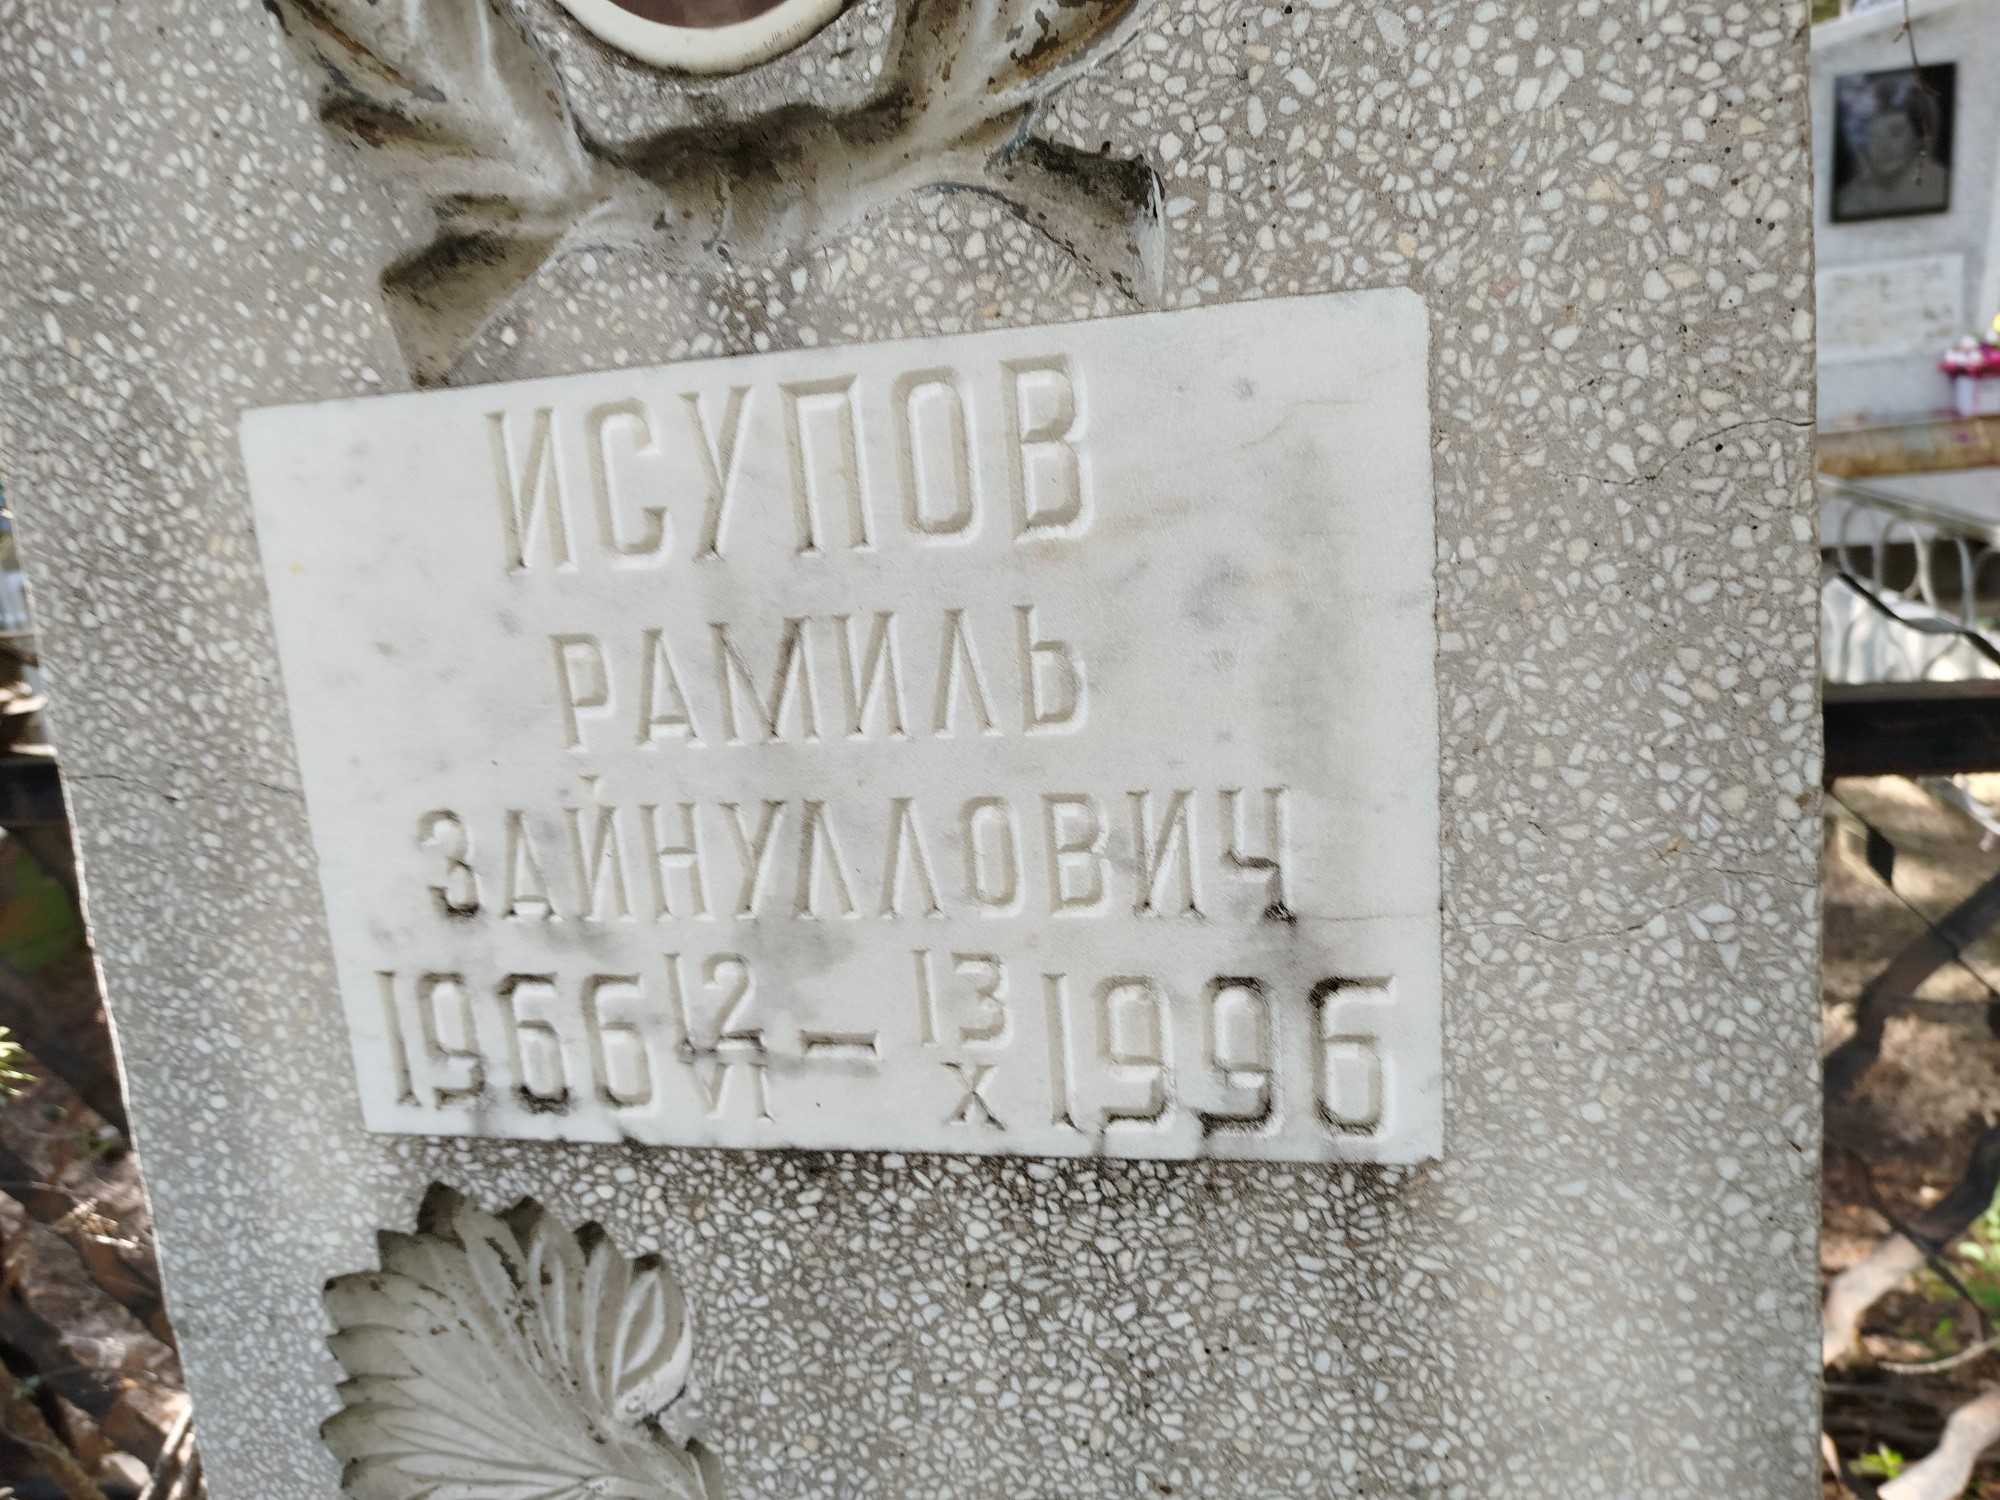 ИСУПОВ
РАМИЛЬ
ЗАЙНУЛЛОВИЧ
1966 12/VI – 13/X 1996